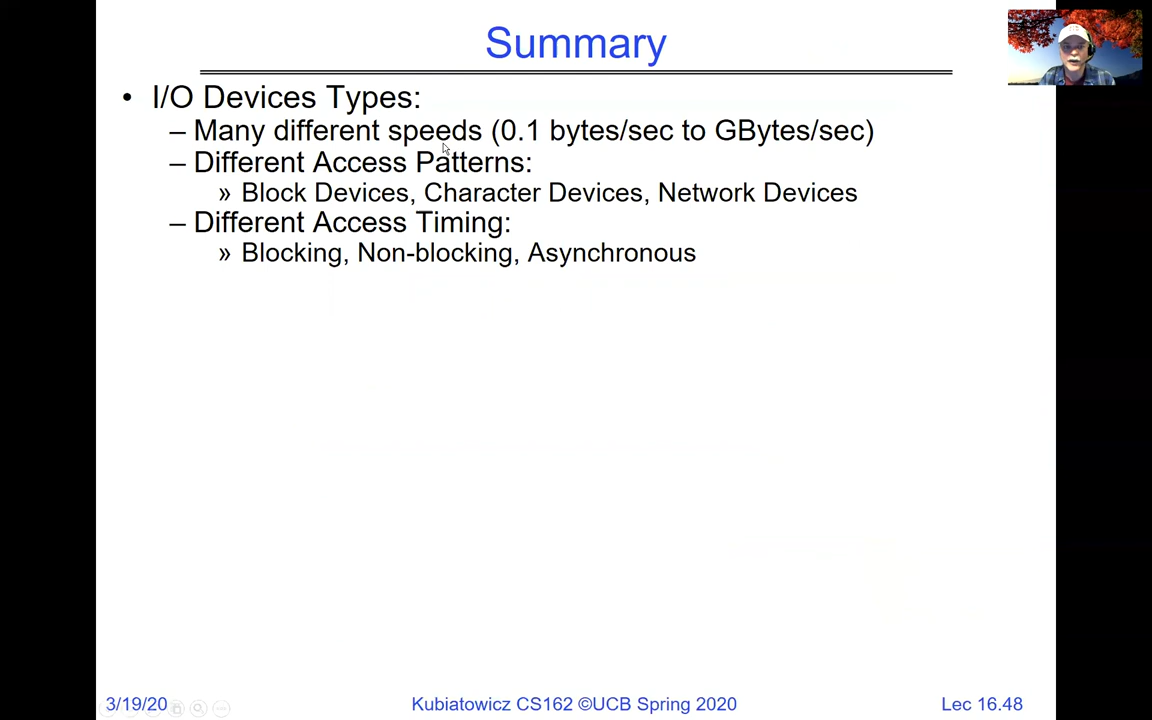 Summary
• I/O Devices Types:
– Many different speeds (0.1 bytes/sec to GBytes/sec)
– Different Access Patterns:
» Block Devices, Character Devices, Network Devices
– Different Access Timing:
» Blocking, Non-blocking, Asynchronous
3/19/20 Kubiatowicz CS162 ©UCB Spring 2020 Lec 16.48